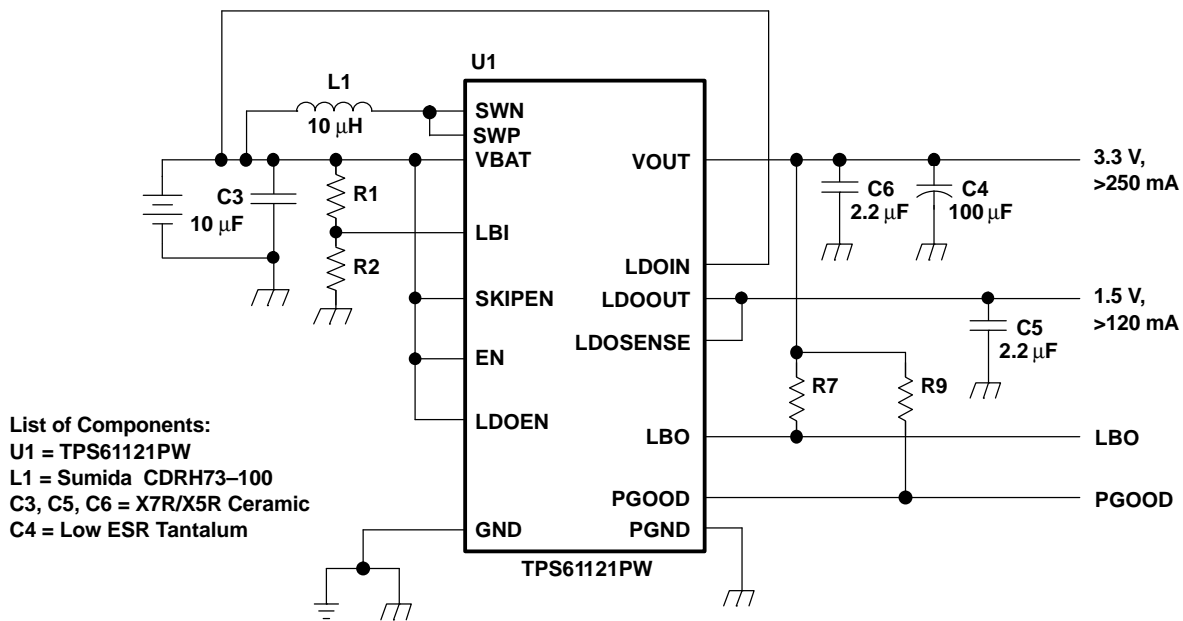 U1
L1
10 μH
SWN
SWP
VBAT
VOUT
3.3 V,
>250 mA
C3
10 μF
R1
C6
2.2 μF
C4
100 μF
LBI
R2
LDOIN
SKIPEN
LDOOUT
1.5 V,
>120 mA
LDOSENSE
C5
2.2 μF
EN
R7
R9
LDOEN
LBO
LBO
PGOOD
PGOOD
GND
PGND
TPS61121PW
List of Components:
U1 = TPS61121PW
L1 = Sumida CDRH73–100
C3, C5, C6 = X7R/X5R Ceramic
C4 = Low ESR Tantalum